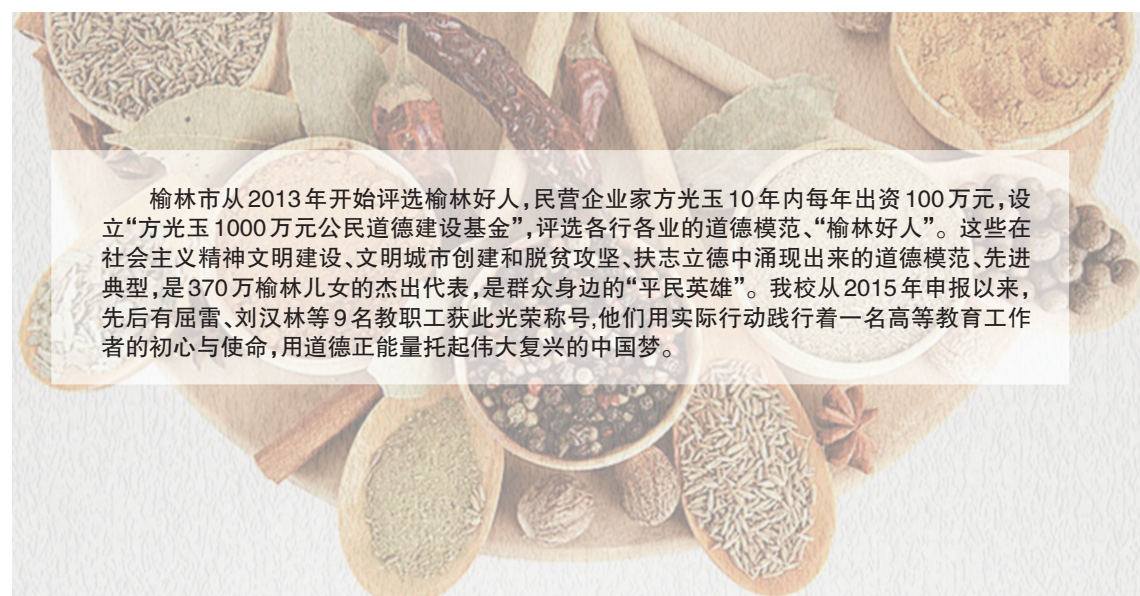 榆林市从2013年开始评选榆林好人，民营企业家方光玉10年内每年出资100万元，设
立“方光玉1000万元公民道德建设基金”，评选各行各业的道德模范、“榆林好人”。这些在
社会主义精神文明建设、文明城市创建和脱贫攻坚、扶志立德中涌现出来的道德模范、先进
典型，是370万榆林儿女的杰出代表，是群众身边的“平民英雄”。我校从2015年申报以来，
先后有屈雷、刘汉林等9名教职工获此光荣称号,他们用实际行动践行着一名高等教育工作
者的初心与使命，用道德正能量托起伟大复兴的中国梦。